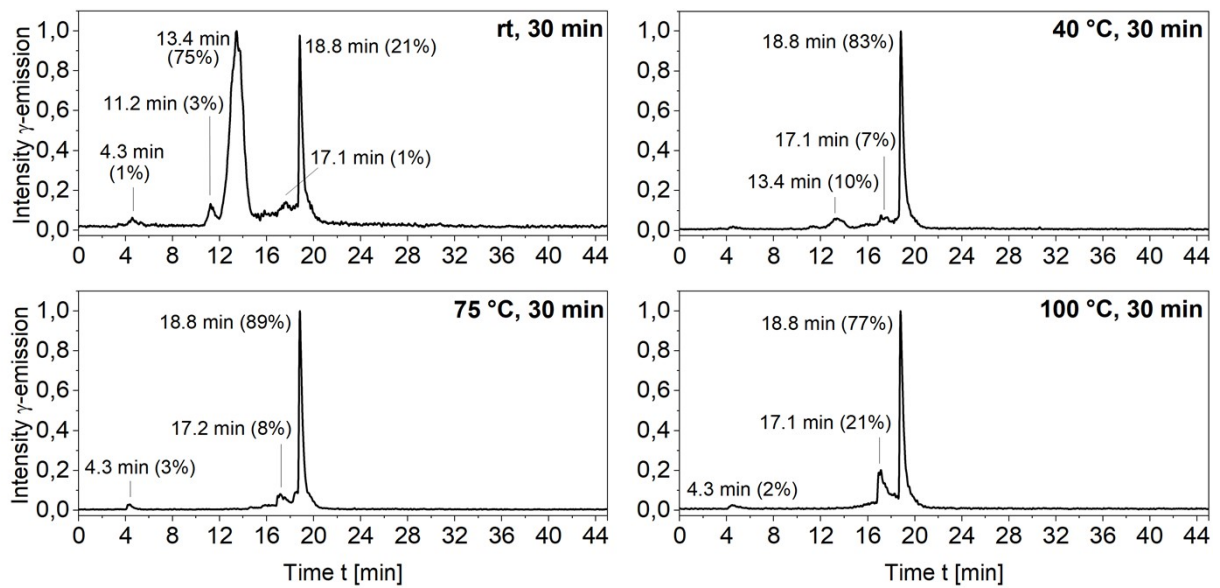 rt, 30 min
Intensity γ-emission
1,0
0,8
0,6
0,4
0,2
0,0
13.4 min
(75%)
18.8 min (21%)
11.2 min (3%)
4.3 min
(1%)
17.1 min (1%)
0 4 8 12 16 20 24 28 32 36 40 44
40 °C, 30 min
1,0
0,8
0,6
0,4
0,2
0,0
18.8 min (83%)
17.1 min (7%)
13.4 min (10%)
0 4 8 12 16 20 24 28 32 36 40 44
75 °C, 30 min
Intensity γ-emission
1,0
0,8
0,6
0,4
0,2
0,0
18.8 min (89%)
17.2 min (8%)
4.3 min (3%)
0 4 8 12 16 20 24 28 32 36 40 44
Time t [min]
100 °C, 30 min
1,0
0,8
0,6
0,4
0,2
0,0
18.8 min (77%)
17.1 min (21%)
4.3 min (2%)
0 4 8 12 16 20 24 28 32 36 40 44
Time t [min]